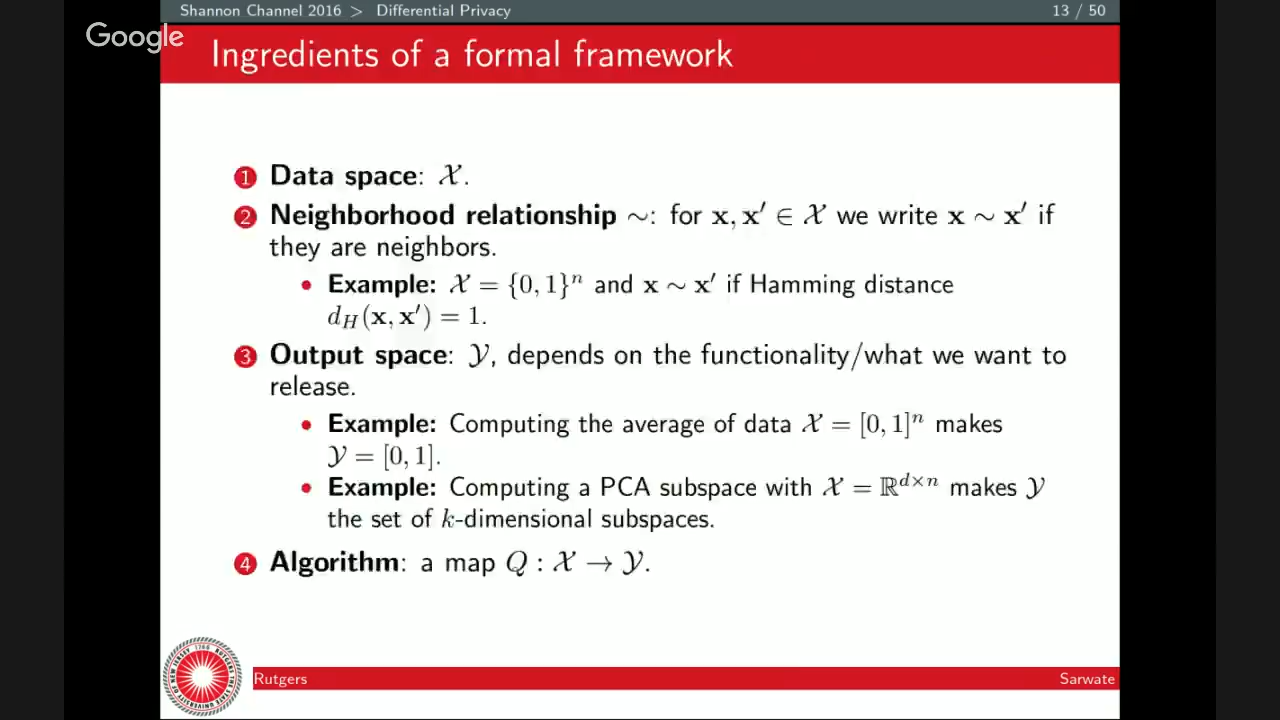 Shannon Channel 2016 > Differential Privacy 13 / 50
Google
Ingredients of a formal framework
1 Data space: 𝒳.
2 Neighborhood relationship ∼: for x, x′ ∈ 𝒳 we write x ∼ x′ if
they are neighbors.
• Example: 𝒳 = {0, 1}ⁿ and x ∼ x′ if Hamming distance
d_H(x, x′) = 1.
3 Output space: 𝒴, depends on the functionality/what we want to
release.
• Example: Computing the average of data 𝒳 = [0, 1]ⁿ makes
𝒴 = [0, 1].
• Example: Computing a PCA subspace with 𝒳 = ℝ^{d×n} makes 𝒴
the set of k-dimensional subspaces.
4 Algorithm: a map Q : 𝒳 → 𝒴.
Rutgers Sarwate